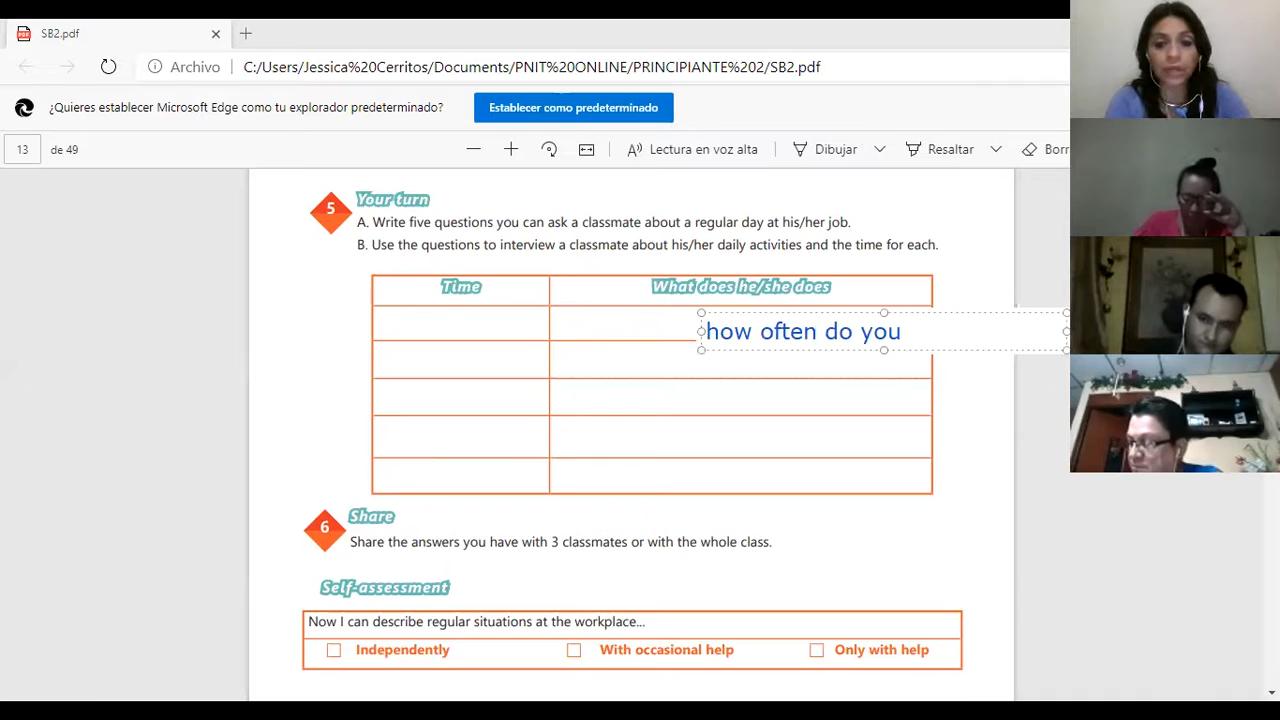 SB2.pdf
Archivo
C:/Users/Jessica%20Cerritos/Documents/PNIT%20ONLINE/PRINCIPIANTE%202/SB2.pdf
¿Quieres establecer Microsoft Edge como tu explorador predeterminado?
Establecer como predeterminado
13 de 49
Lectura en voz alta
Dibujar
Resaltar
Borr
5 Your turn
A. Write five questions you can ask a classmate about a regular day at his/her job.
B. Use the questions to interview a classmate about his/her daily activities and the time for each.
Time What does he/she does
how often do you
6 Share
Share the answers you have with 3 classmates or with the whole class.
Self-assessment
Now I can describe regular situations at the workplace...
Independently With occasional help Only with help